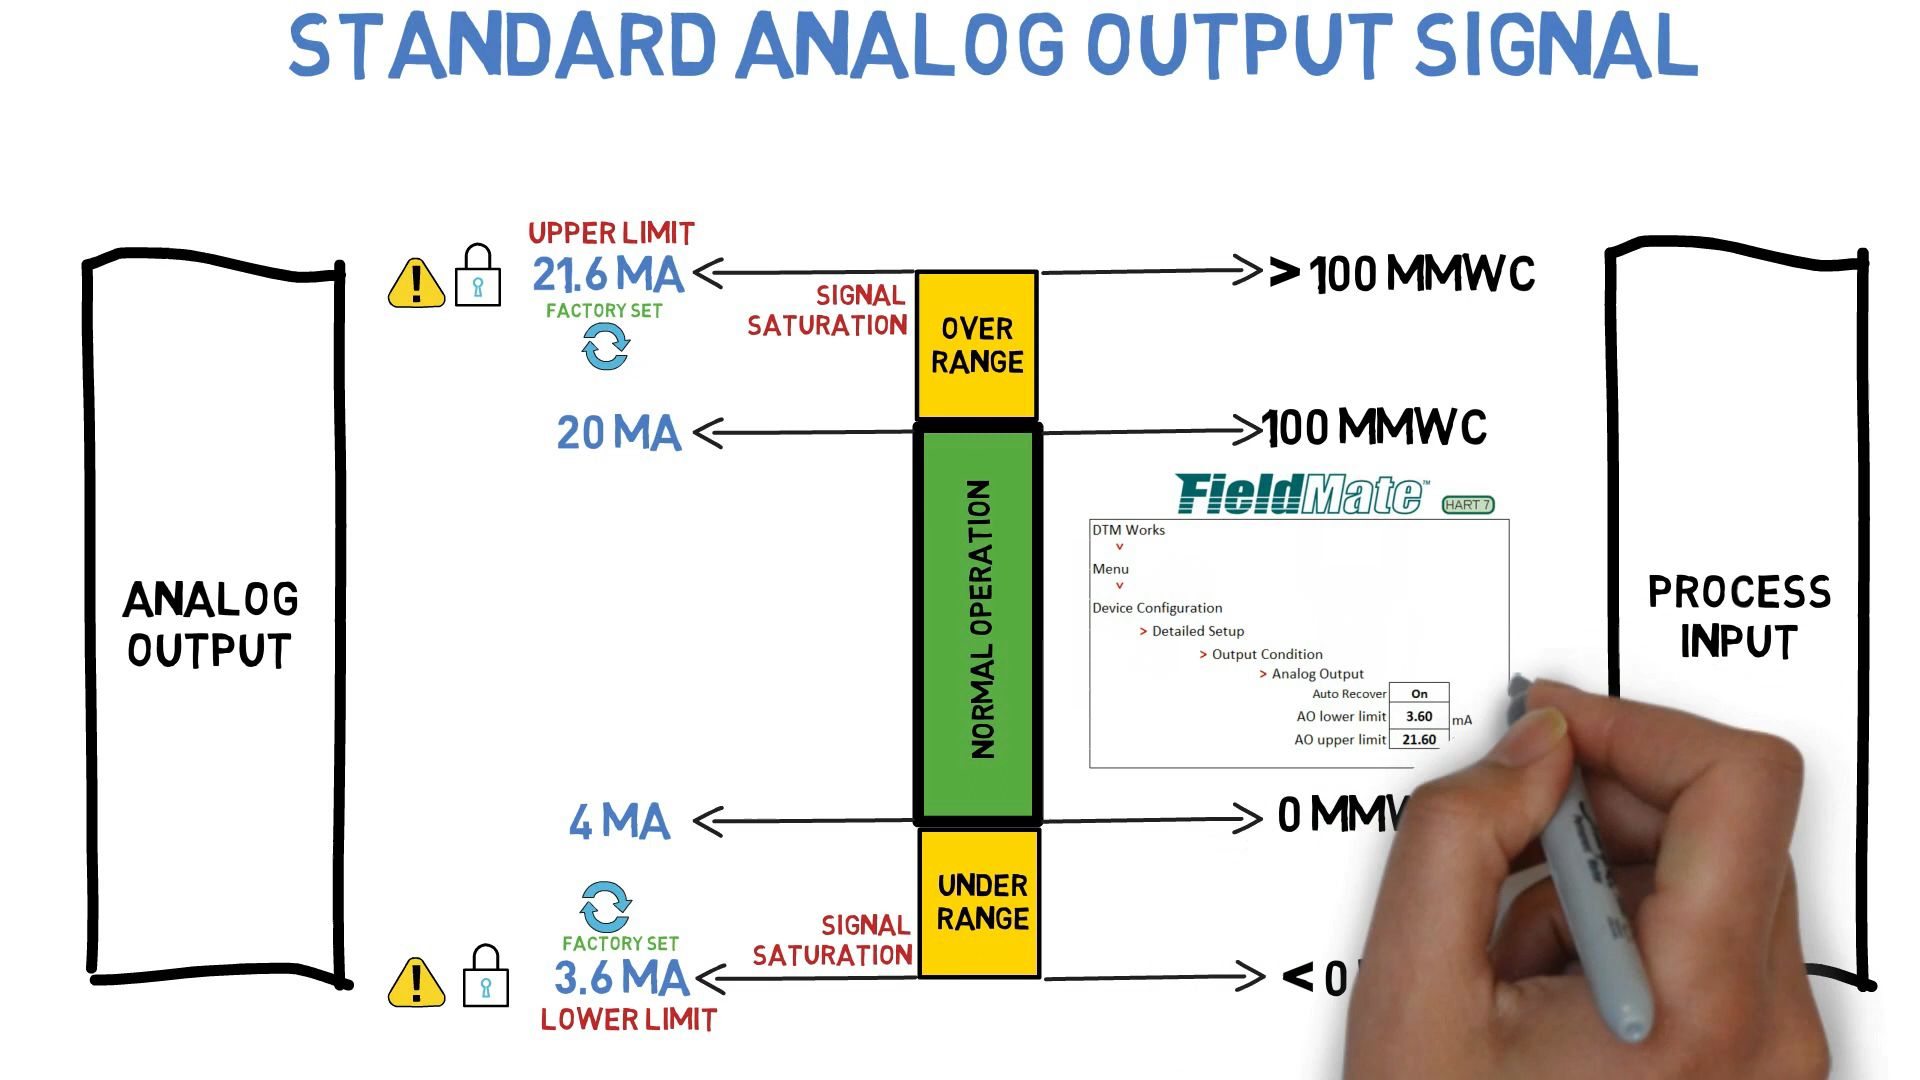 STANDARD ANALOG OUTPUT SIGNAL
UPPER LIMIT
21.6 MA
FACTORY SET
SIGNAL
SATURATION
OVER
RANGE
> 100 MMWC
20 MA
100 MMWC
NORMAL OPERATION
FieldMate™
HART 7
DTM Works
Menu
Device Configuration
> Detailed Setup
> Output Condition
> Analog Output
Auto Recover On
AO lower limit 3.60 mA
AO upper limit 21.60
ANALOG
OUTPUT
PROCESS
INPUT
4 MA
0
UNDER
RANGE
SIGNAL
SATURATION
FACTORY SET
3.6 MA
LOWER LIMIT
< 0